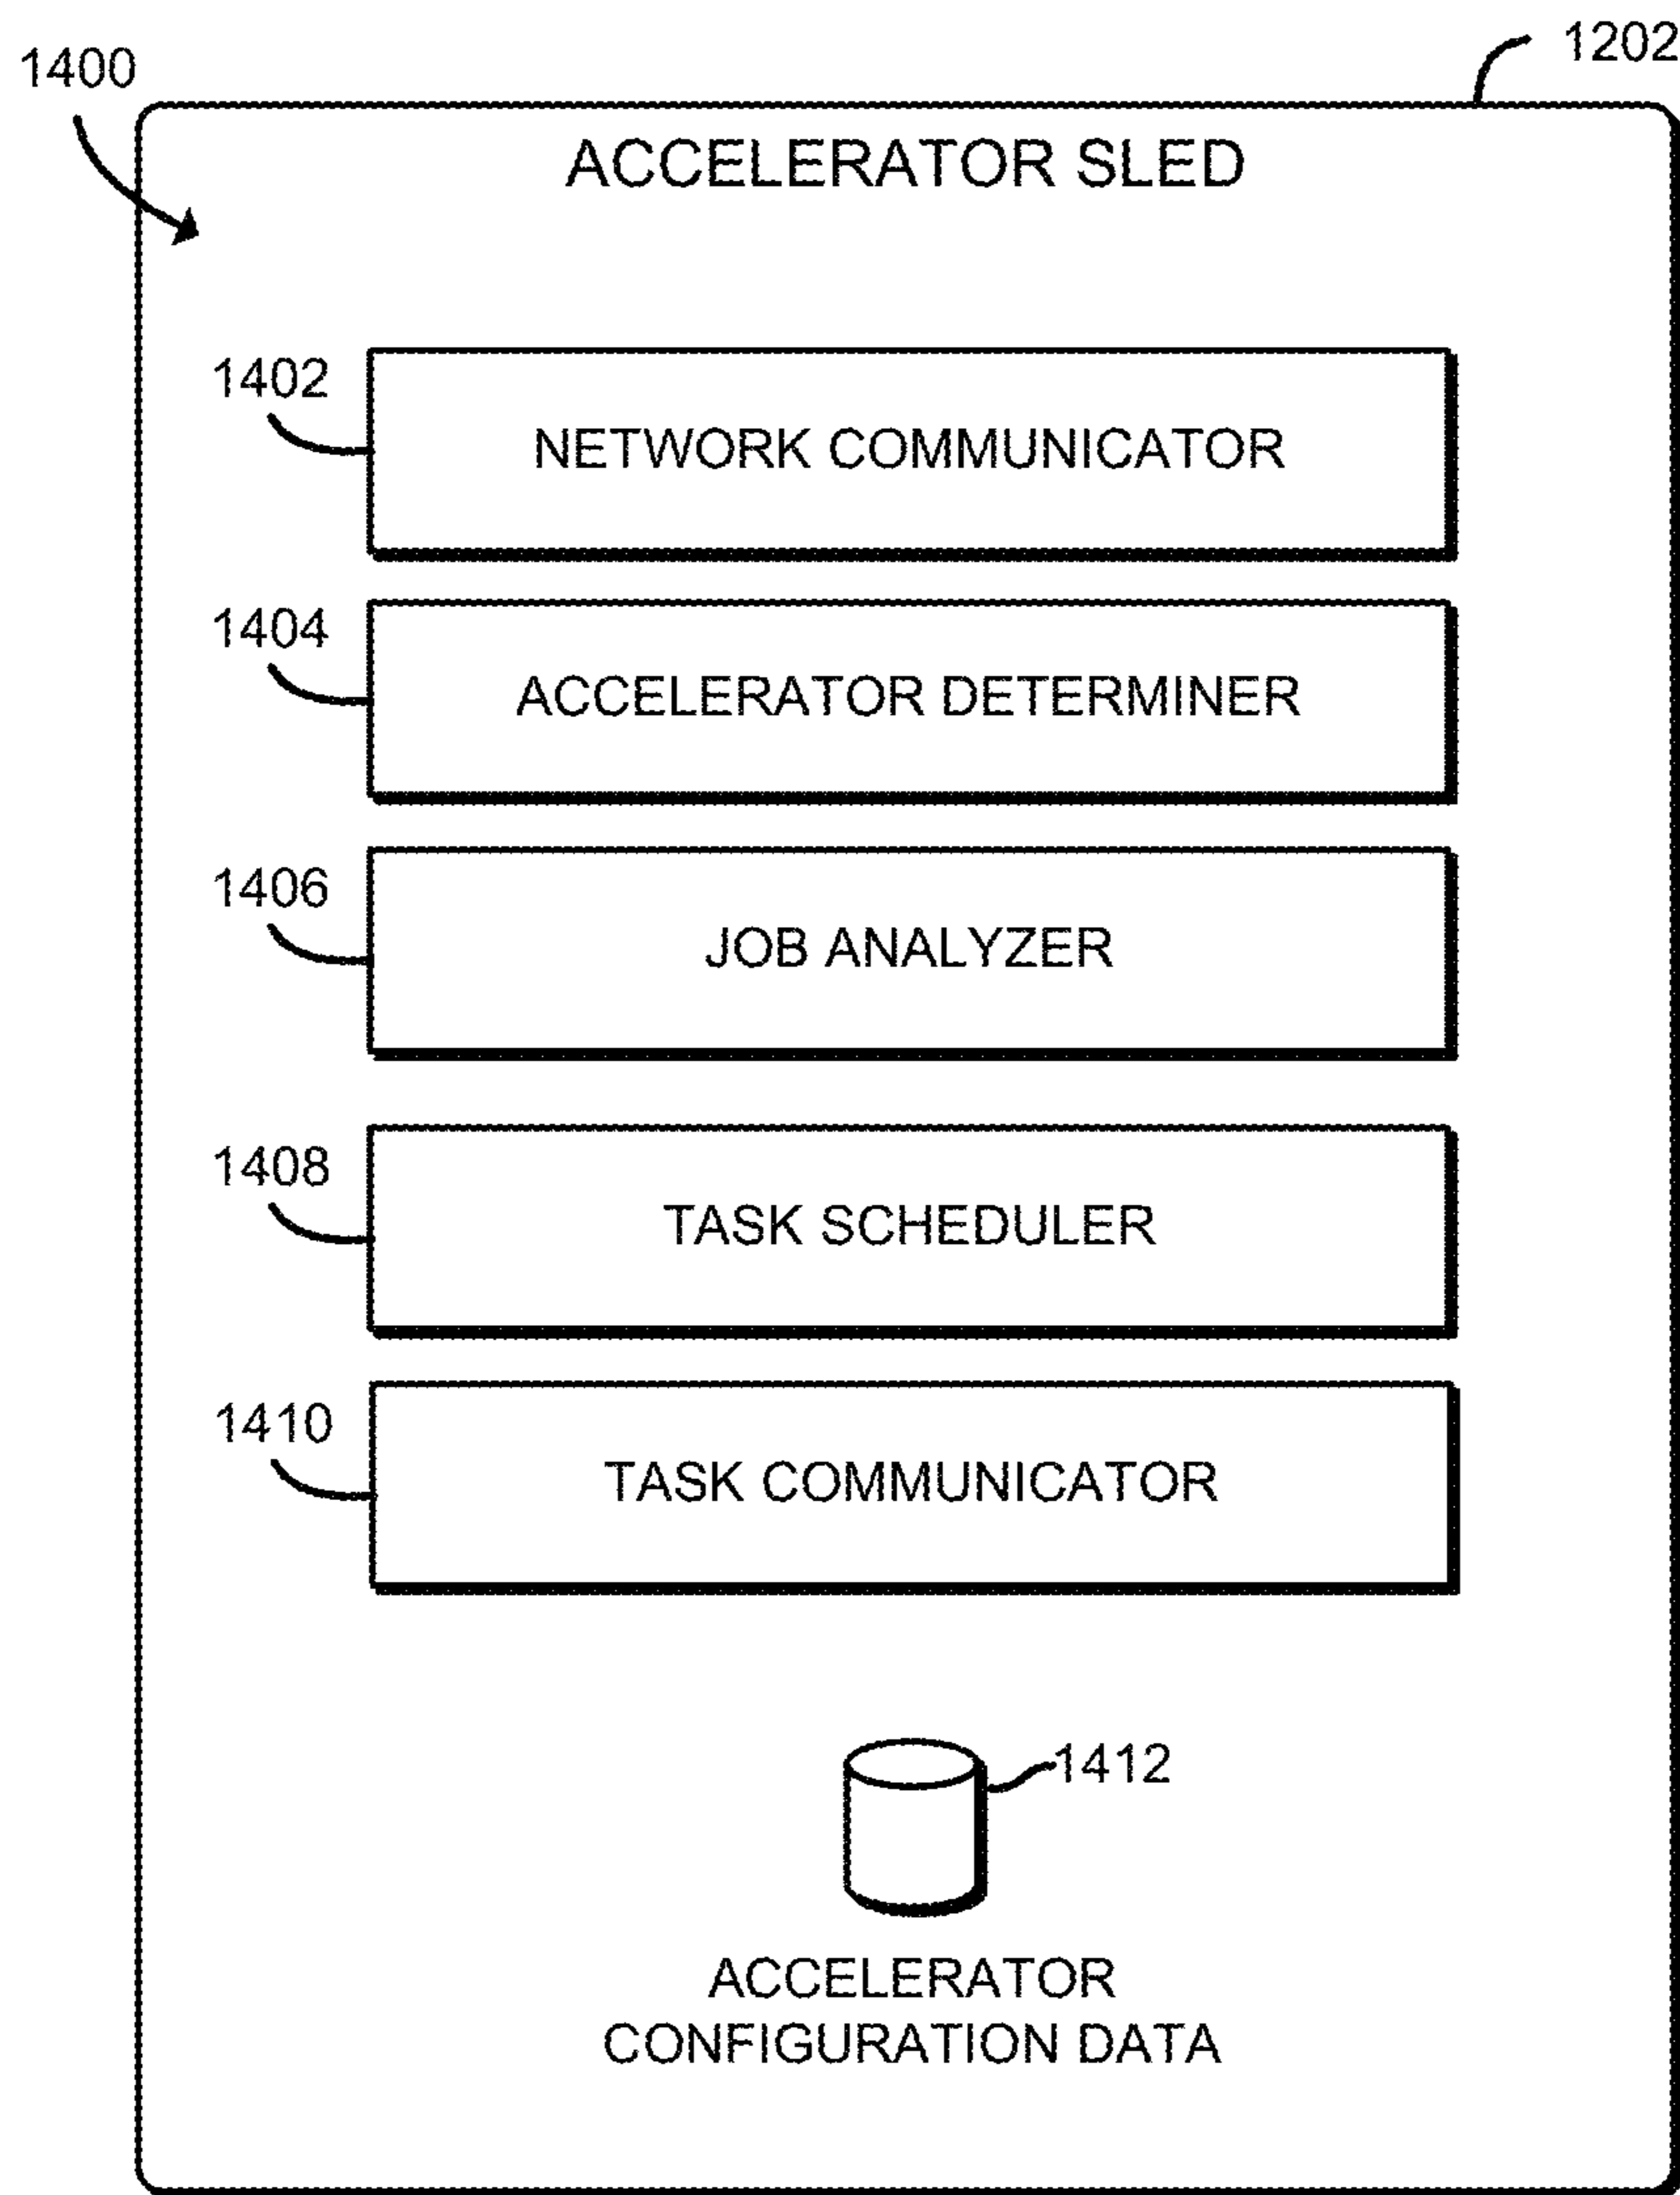 1202
1400
ACCELERATOR SLED
1402
NETWORK COMMUNICATOR
1404
ACCELERATOR DETERMINER
1406
JOB ANALYZER
1408
TASK SCHEDULER
1410
TASK COMMUNICATOR
1412
ACCELERATOR
CONFIGURATION DATA